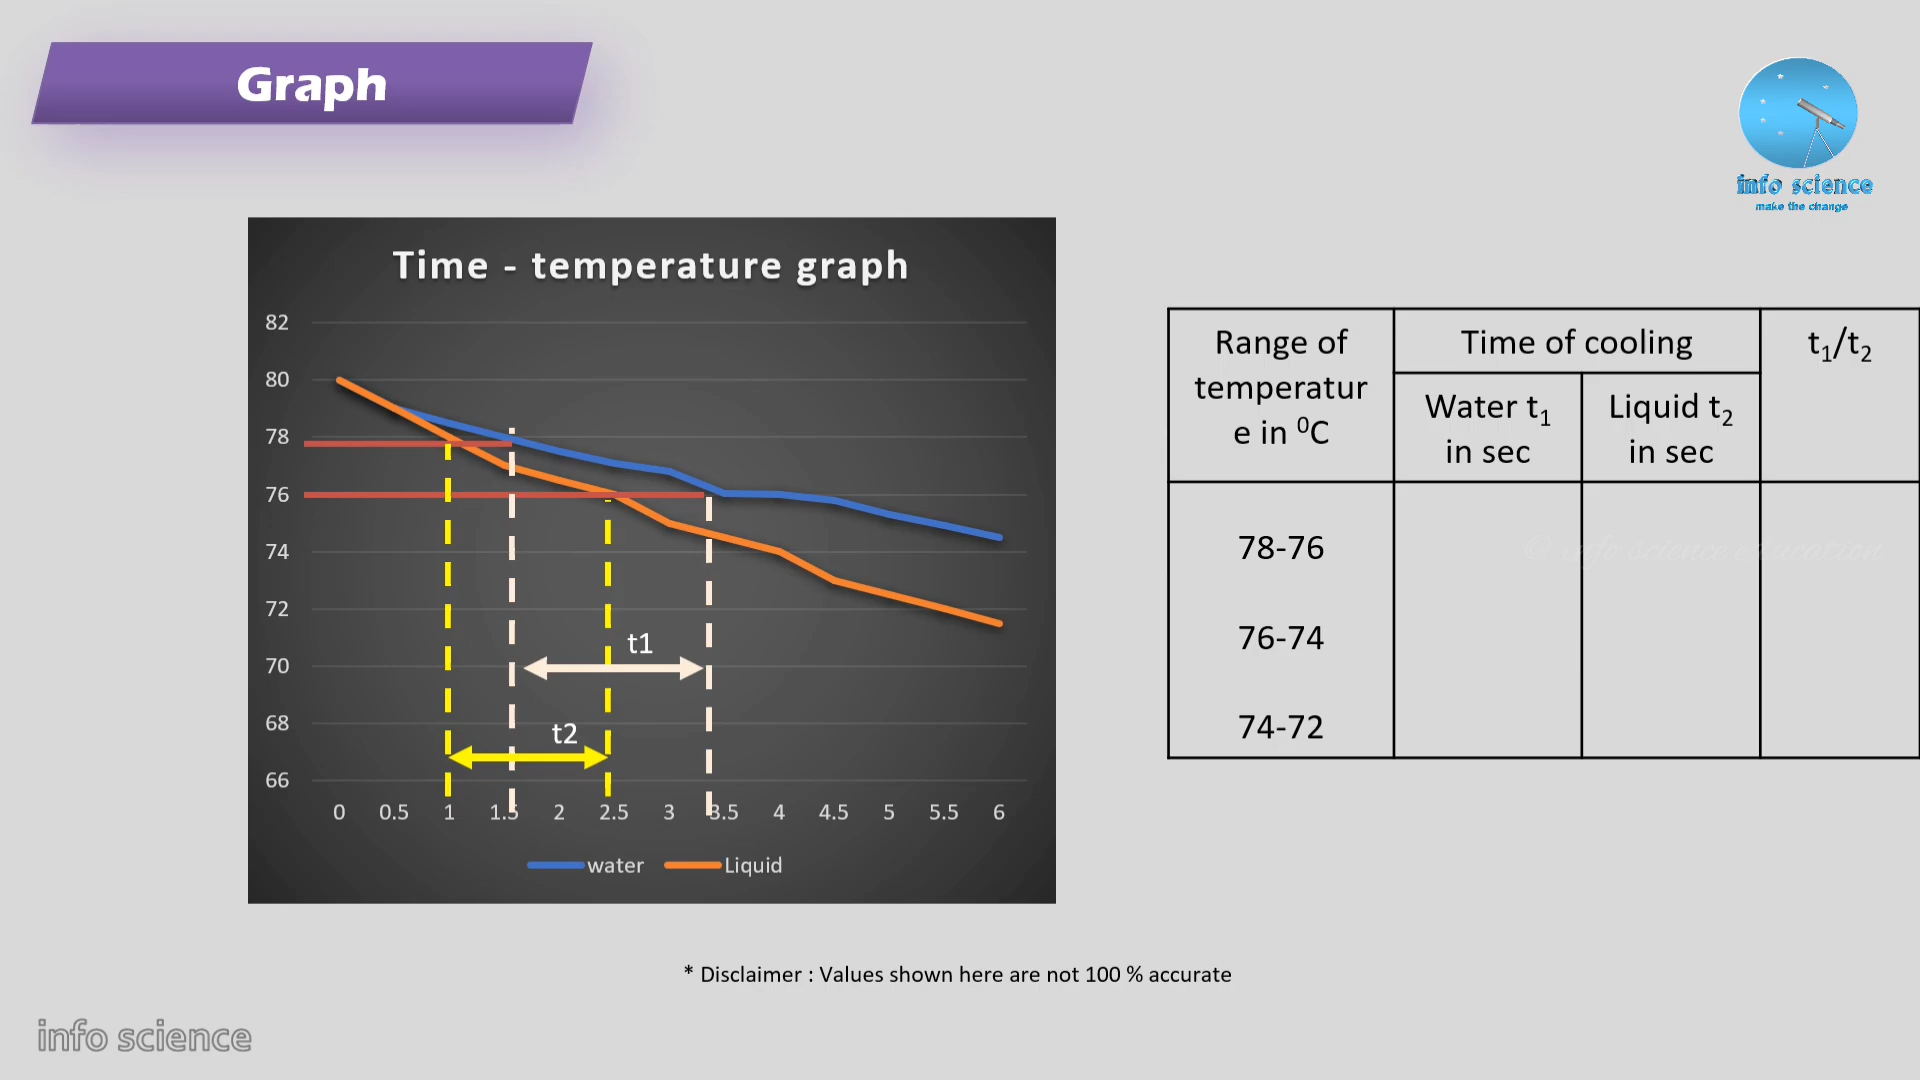 Graph
info science
make the change
Time - temperature graph
82
80
78
76
74
72
70
68
66
t1
t2
0 0.5 1 1.5 2 2.5 3 3.5 4 4.5 5 5.5 6
water Liquid
Range of
temperatur
e in ⁰C
Time of cooling
t₁/t₂
Water t₁
in sec
Liquid t₂
in sec
78-76
76-74
74-72
© info science education
* Disclaimer : Values shown here are not 100 % accurate
info science